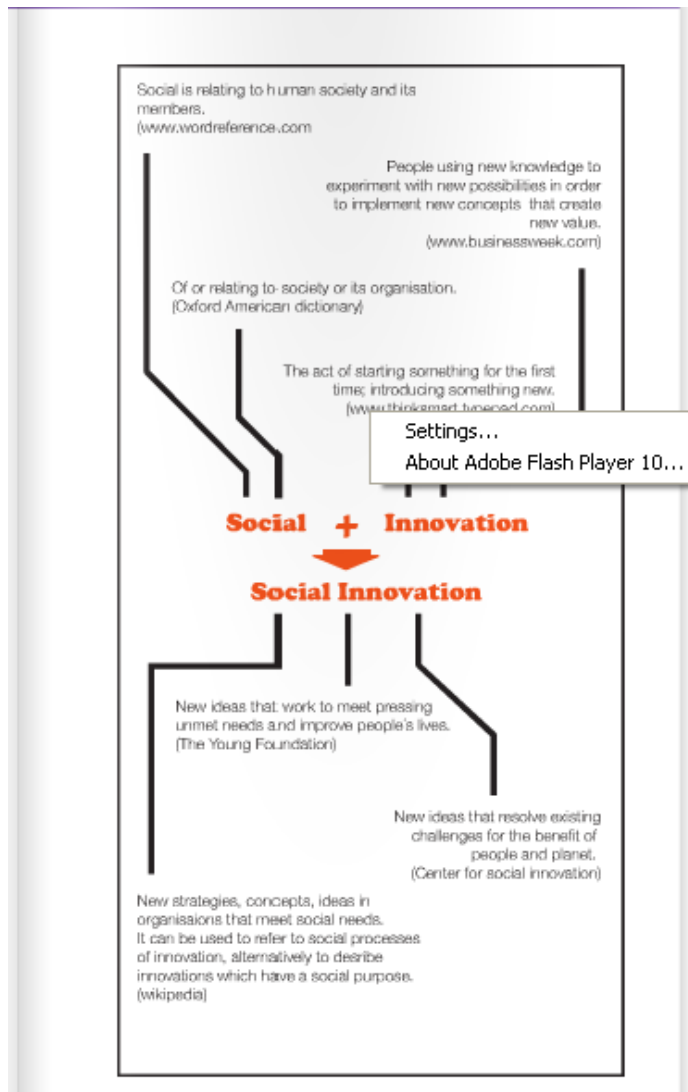 Social is relating to human society and its
members.
(www.wordreference.com
People using new knowledge to
experiment with new possibilities in order
to implement new concepts that create
new value.
(www.businessweek.com)
Of or relating to society or its organisation.
(Oxford American dictionary)
The act of starting something for the first
time; introducing something new.
(www.thinksmart.typepad.com)
Settings...
About Adobe Flash Player 10...
Social + Innovation
Social Innovation
New ideas that work to meet pressing
unmet needs and improve people's lives.
(The Young Foundation)
New ideas that resolve existing
challenges for the benefit of
people and planet.
(Center for social innovation)
New strategies, concepts, ideas in
organisaions that meet social needs.
It can be used to refer to social processes
of innovation, alternatively to desribe
innovations which have a social purpose.
(wikipedia)